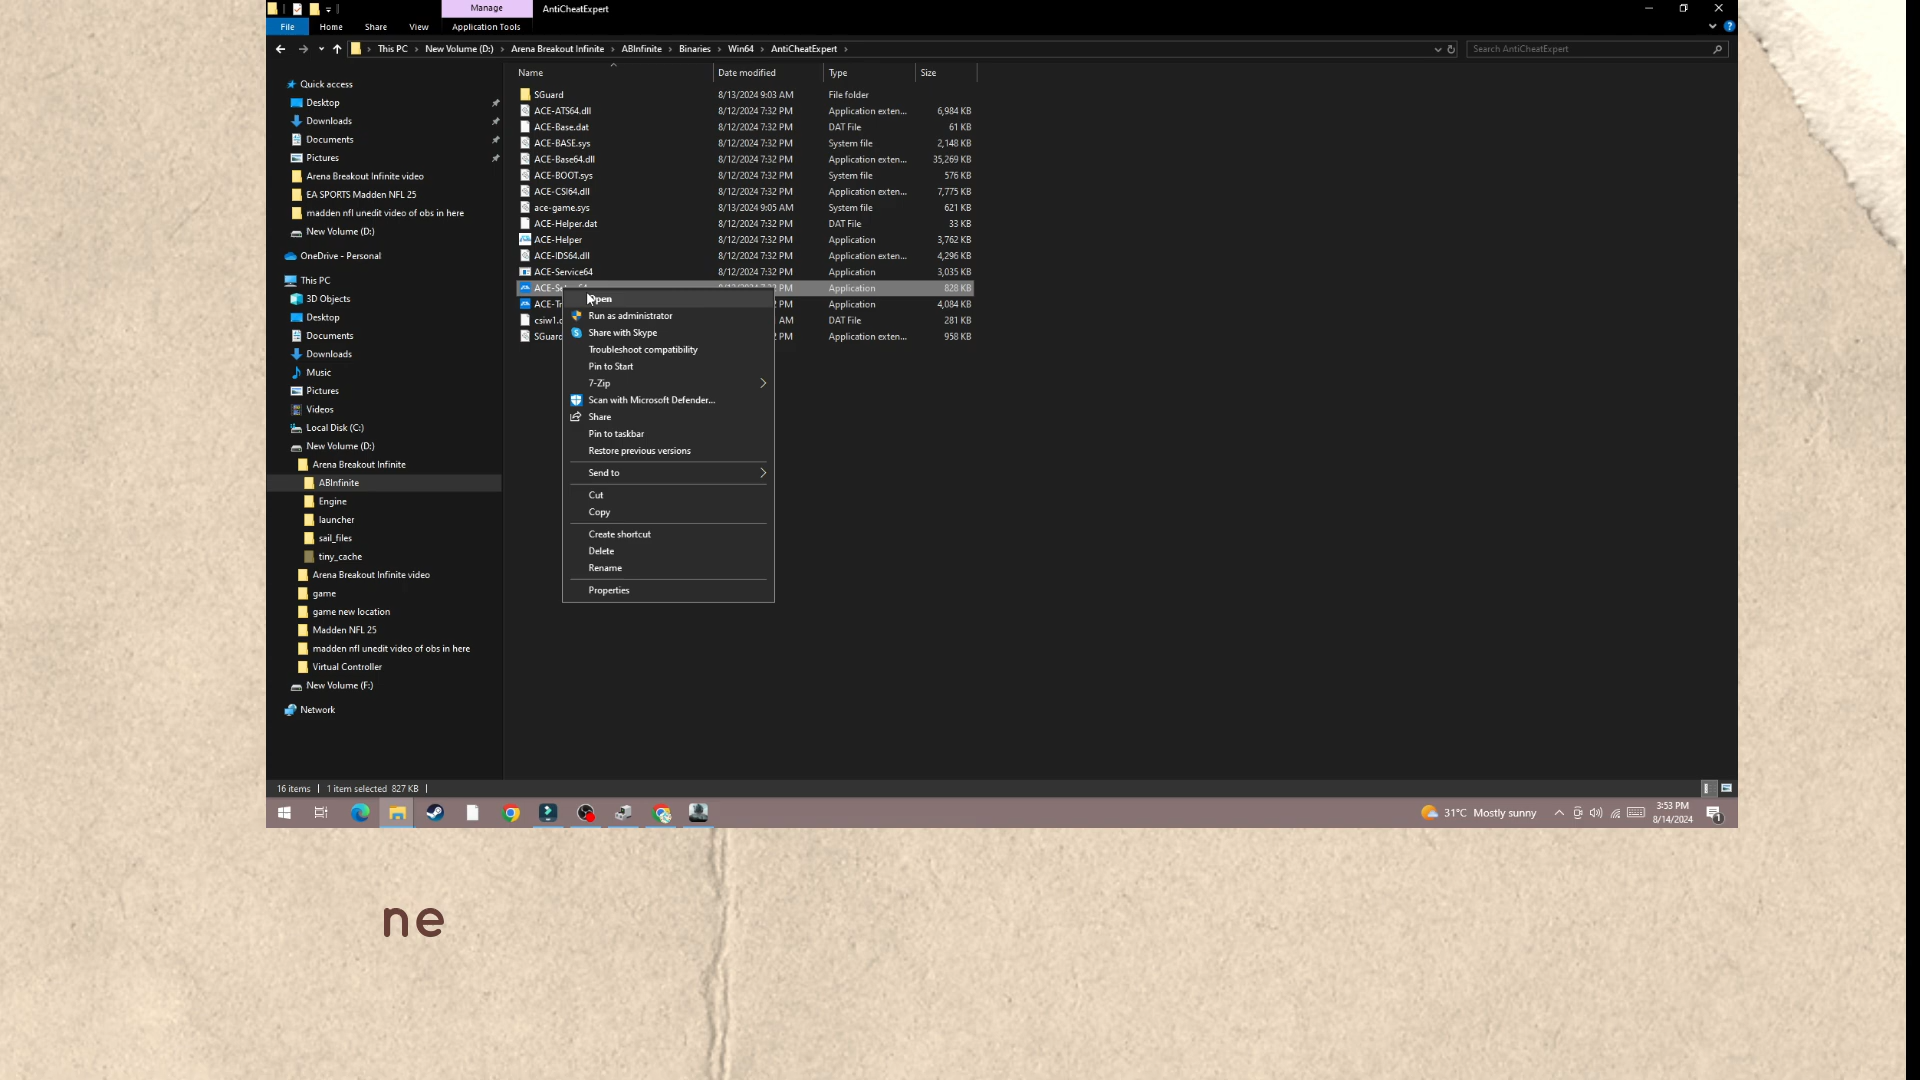 Manage
AntiCheatExpert
File
Home
Share
View
Application Tools
This PC
New Volume (D:)
Arena Breakout Infinite
ABInfinite
Binaries
Win64
AntiCheatExpert
Search AntiCheatExpert
Name
Date modified
Type
Size
Quick access
Desktop
Downloads
Documents
Pictures
Arena Breakout Infinite video
EA SPORTS Madden NFL 25
madden nfl unedit video of obs in here
New Volume (D:)
OneDrive - Personal
This PC
3D Objects
Desktop
Documents
Downloads
Music
Pictures
Videos
Local Disk (C:)
New Volume (D:)
Arena Breakout Infinite
ABInfinite
Engine
launcher
sail_files
tiny_cache
Arena Breakout Infinite video
game
game new location
Madden NFL 25
madden nfl unedit video of obs in here
Virtual Controller
New Volume (F:)
Network
SGuard 8/13/2024 9:03 AM File folder
ACE-ATS64.dll 8/12/2024 7:32 PM Application exten... 6,984 KB
ACE-Base.dat 8/12/2024 7:32 PM DAT File 61 KB
ACE-BASE.sys 8/12/2024 7:32 PM System file 2,148 KB
ACE-Base64.dll 8/12/2024 7:32 PM Application exten... 35,269 KB
ACE-BOOT.sys 8/12/2024 7:32 PM System file 576 KB
ACE-CSI64.dll 8/12/2024 7:32 PM Application exten... 7,775 KB
ace-game.sys 8/13/2024 9:05 AM System file 621 KB
ACE-Helper.dat 8/12/2024 7:32 PM DAT File 33 KB
ACE-Helper 8/12/2024 7:32 PM Application 3,762 KB
ACE-IDS64.dll 8/12/2024 7:32 PM Application exten... 4,296 KB
ACE-Service64 8/12/2024 7:32 PM Application 3,035 KB
Application 828 KB
PM Application 4,084 KB
AM DAT File 281 KB
PM Application exten... 958 KB
Open
Run as administrator
Share with Skype
Troubleshoot compatibility
Pin to Start
7-Zip
Scan with Microsoft Defender...
Share
Pin to taskbar
Restore previous versions
Send to
Cut
Copy
Create shortcut
Delete
Rename
Properties
16 items
1 item selected 827 KB
31°C Mostly sunny
3:53 PM
8/14/2024
1
ne